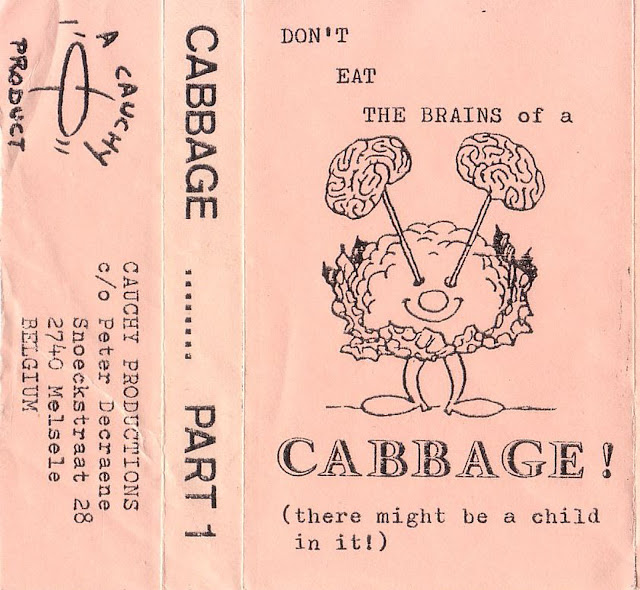 A CAUCHY
PRODUCT
CAUCHY PRODUCTIONS
c/o Peter Decraene
Snoeckstraat 28
2740 Melsele
BELGIUM
CABBAGE ........ PART 1
DON'T
EAT
THE BRAINS of a
CABBAGE!
(there might be a child
in it!)